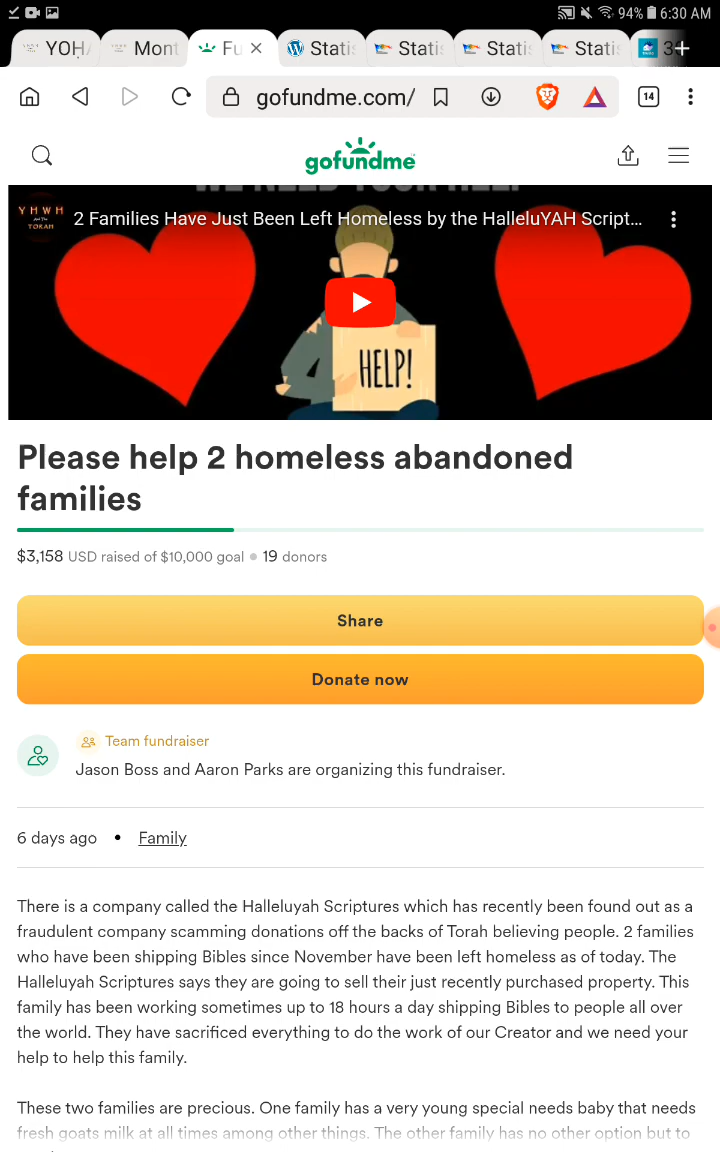 94% 6:30 AM
YOH Mont Fu Statis Statis Statis Statis 3
gofundme.com/ 14
gofundme
WE NEED YOUR HELP
YHWH
TORAH
2 Families Have Just Been Left Homeless by the HalleluYAH Script...
HELP!
Please help 2 homeless abandoned
families
$3,158 USD raised of $10,000 goal • 19 donors
Share
Donate now
Team fundraiser
Jason Boss and Aaron Parks are organizing this fundraiser.
6 days ago • Family
There is a company called the Halleluyah Scriptures which has recently been found out as a
fraudulent company scamming donations off the backs of Torah believing people. 2 families
who have been shipping Bibles since November have been left homeless as of today. The
Halleluyah Scriptures says they are going to sell their just recently purchased property. This
family has been working sometimes up to 18 hours a day shipping Bibles to people all over
the world. They have sacrificed everything to do the work of our Creator and we need your
help to help this family.
These two families are precious. One family has a very young special needs baby that needs
fresh goats milk at all times among other things. The other family has no other option but to